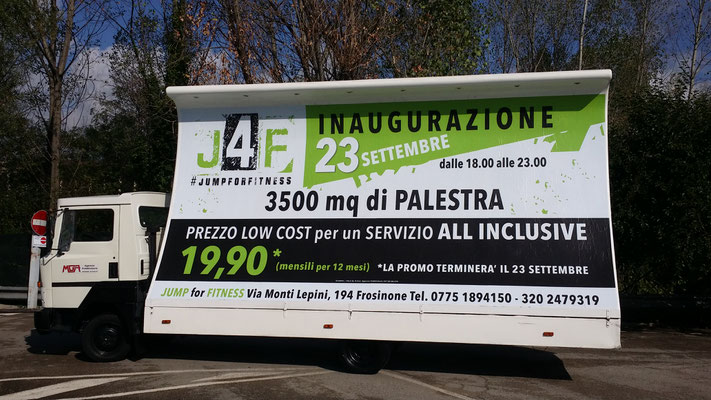 J4F
#JUMPFORFITNESS
INAUGURAZIONE
23 SETTEMBRE
dalle 18.00 alle 23.00
3500 mq di PALESTRA
PREZZO LOW COST per un SERVIZIO ALL INCLUSIVE
19,90* (mensili per 12 mesi) *LA PROMO TERMINERA' IL 23 SETTEMBRE
JUMP for FITNESS Via Monti Lepini, 194 Frosinone Tel. 0775 1894150 - 320 2479319
MGA